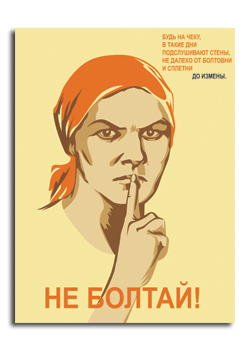 БУДЬ НА ЧЕКУ,
В ТАКИЕ ДНИ
ПОДСЛУШИВАЮТ СТЕНЫ,
НЕ ДАЛЕКО ОТ БОЛТОВНИ
И СПЛЕТНИ
ДО ИЗМЕНЫ.
НЕ БОЛТАЙ!